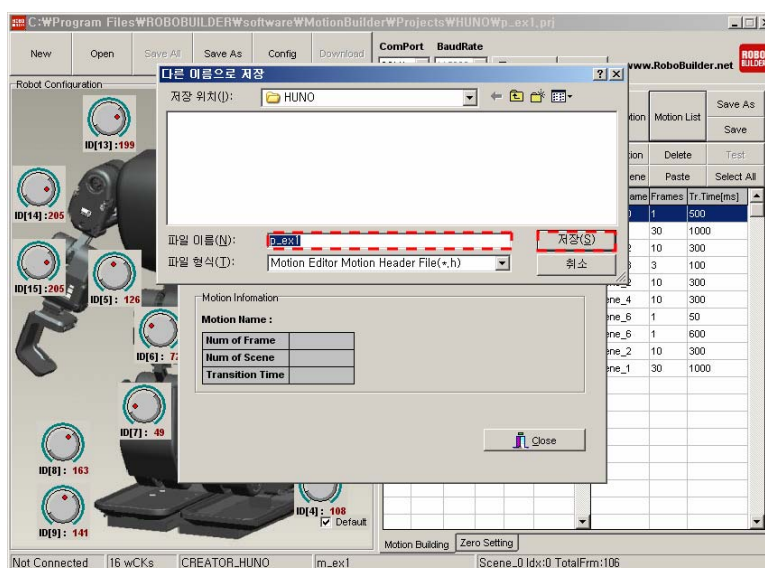 C:₩Program Files₩ROBOBUILDER₩software₩MotionBuilder₩Projects₩HUNO₩p_ex1.prj
New Open Save All Save As Config Download
ComPort BaudRate
www.RoboBuilder.net
ROBO
BUILDER
Robot Configuration
다른 이름으로 저장
저장 위치(I): HUNO
Motion List Save As
Save
Delete Test
Paste Select All
Frames Tr.Time[ms]
1 500
30 1000
10 300
3 100
10 300
ene_4 10 300
ene_6 1 50
ene_6 1 600
ene_2 10 300
ene_1 30 1000
파일 이름(N): p_ex1 저장(S)
파일 형식(T): Motion Editor Motion Header File(*.h) 취소
ID[13] :199
ID[14] :205
ID[15] :205
ID[5] : 126
ID[6] :
ID[7] : 49
ID[8] : 163
ID[9] : 141
ID[4] : 108
Default
Motion Infomation
Motion Name :
Num of Frame
Num of Scene
Transition Time
Close
Motion Building Zero Setting
Not Connected 16 wCKs CREATOR_HUNO m_ex1 Scene_0 Idx:0 TotalFrm:106